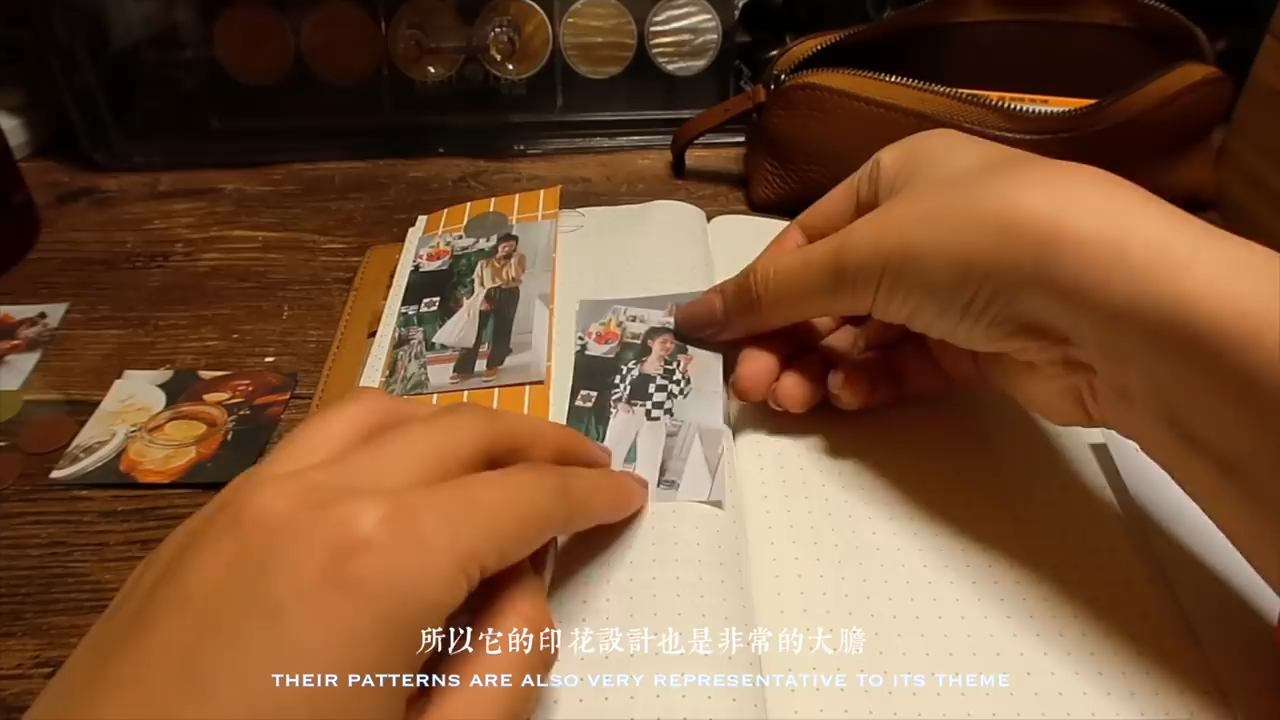 所以它的印花設計也是非常的大膽
THEIR PATTERNS ARE ALSO VERY REPRESENTATIVE TO ITS THEME